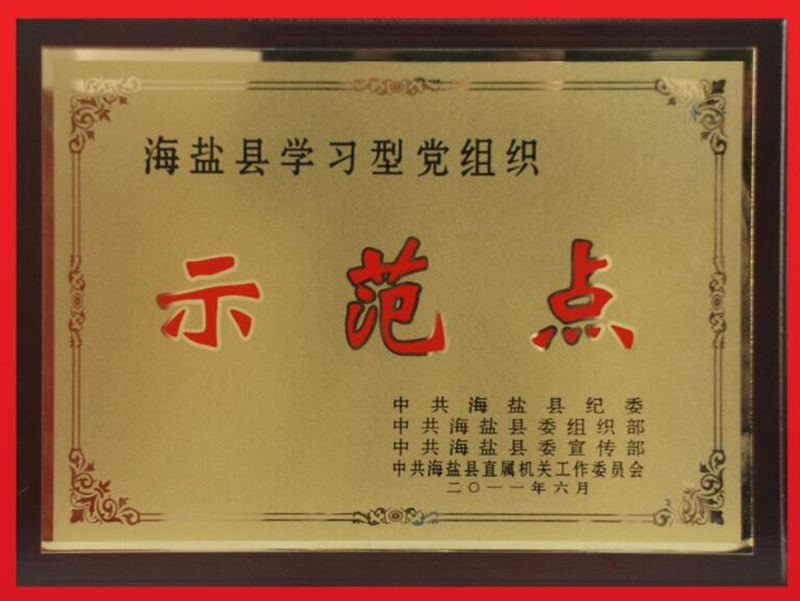 海盐县学习型党组织
示范点
中共海盐县纪委
中共海盐县委组织部
中共海盐县委宣传部
中共海盐县直属机关工作委员会
二〇一一年六月